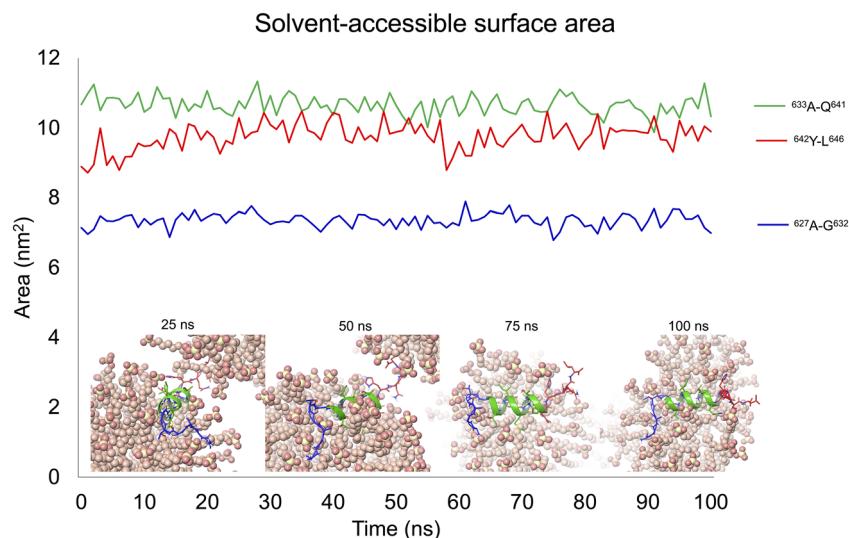 Solvent-accessible surface area
12
10
8
6
4
2
0
Area (nm²)
⁶³³A-Q⁶⁴¹
⁶⁴²Y-L⁶⁴⁶
⁶²⁷A-G⁶³²
25 ns
50 ns
75 ns
100 ns
0 10 20 30 40 50 60 70 80 90 100
Time (ns)